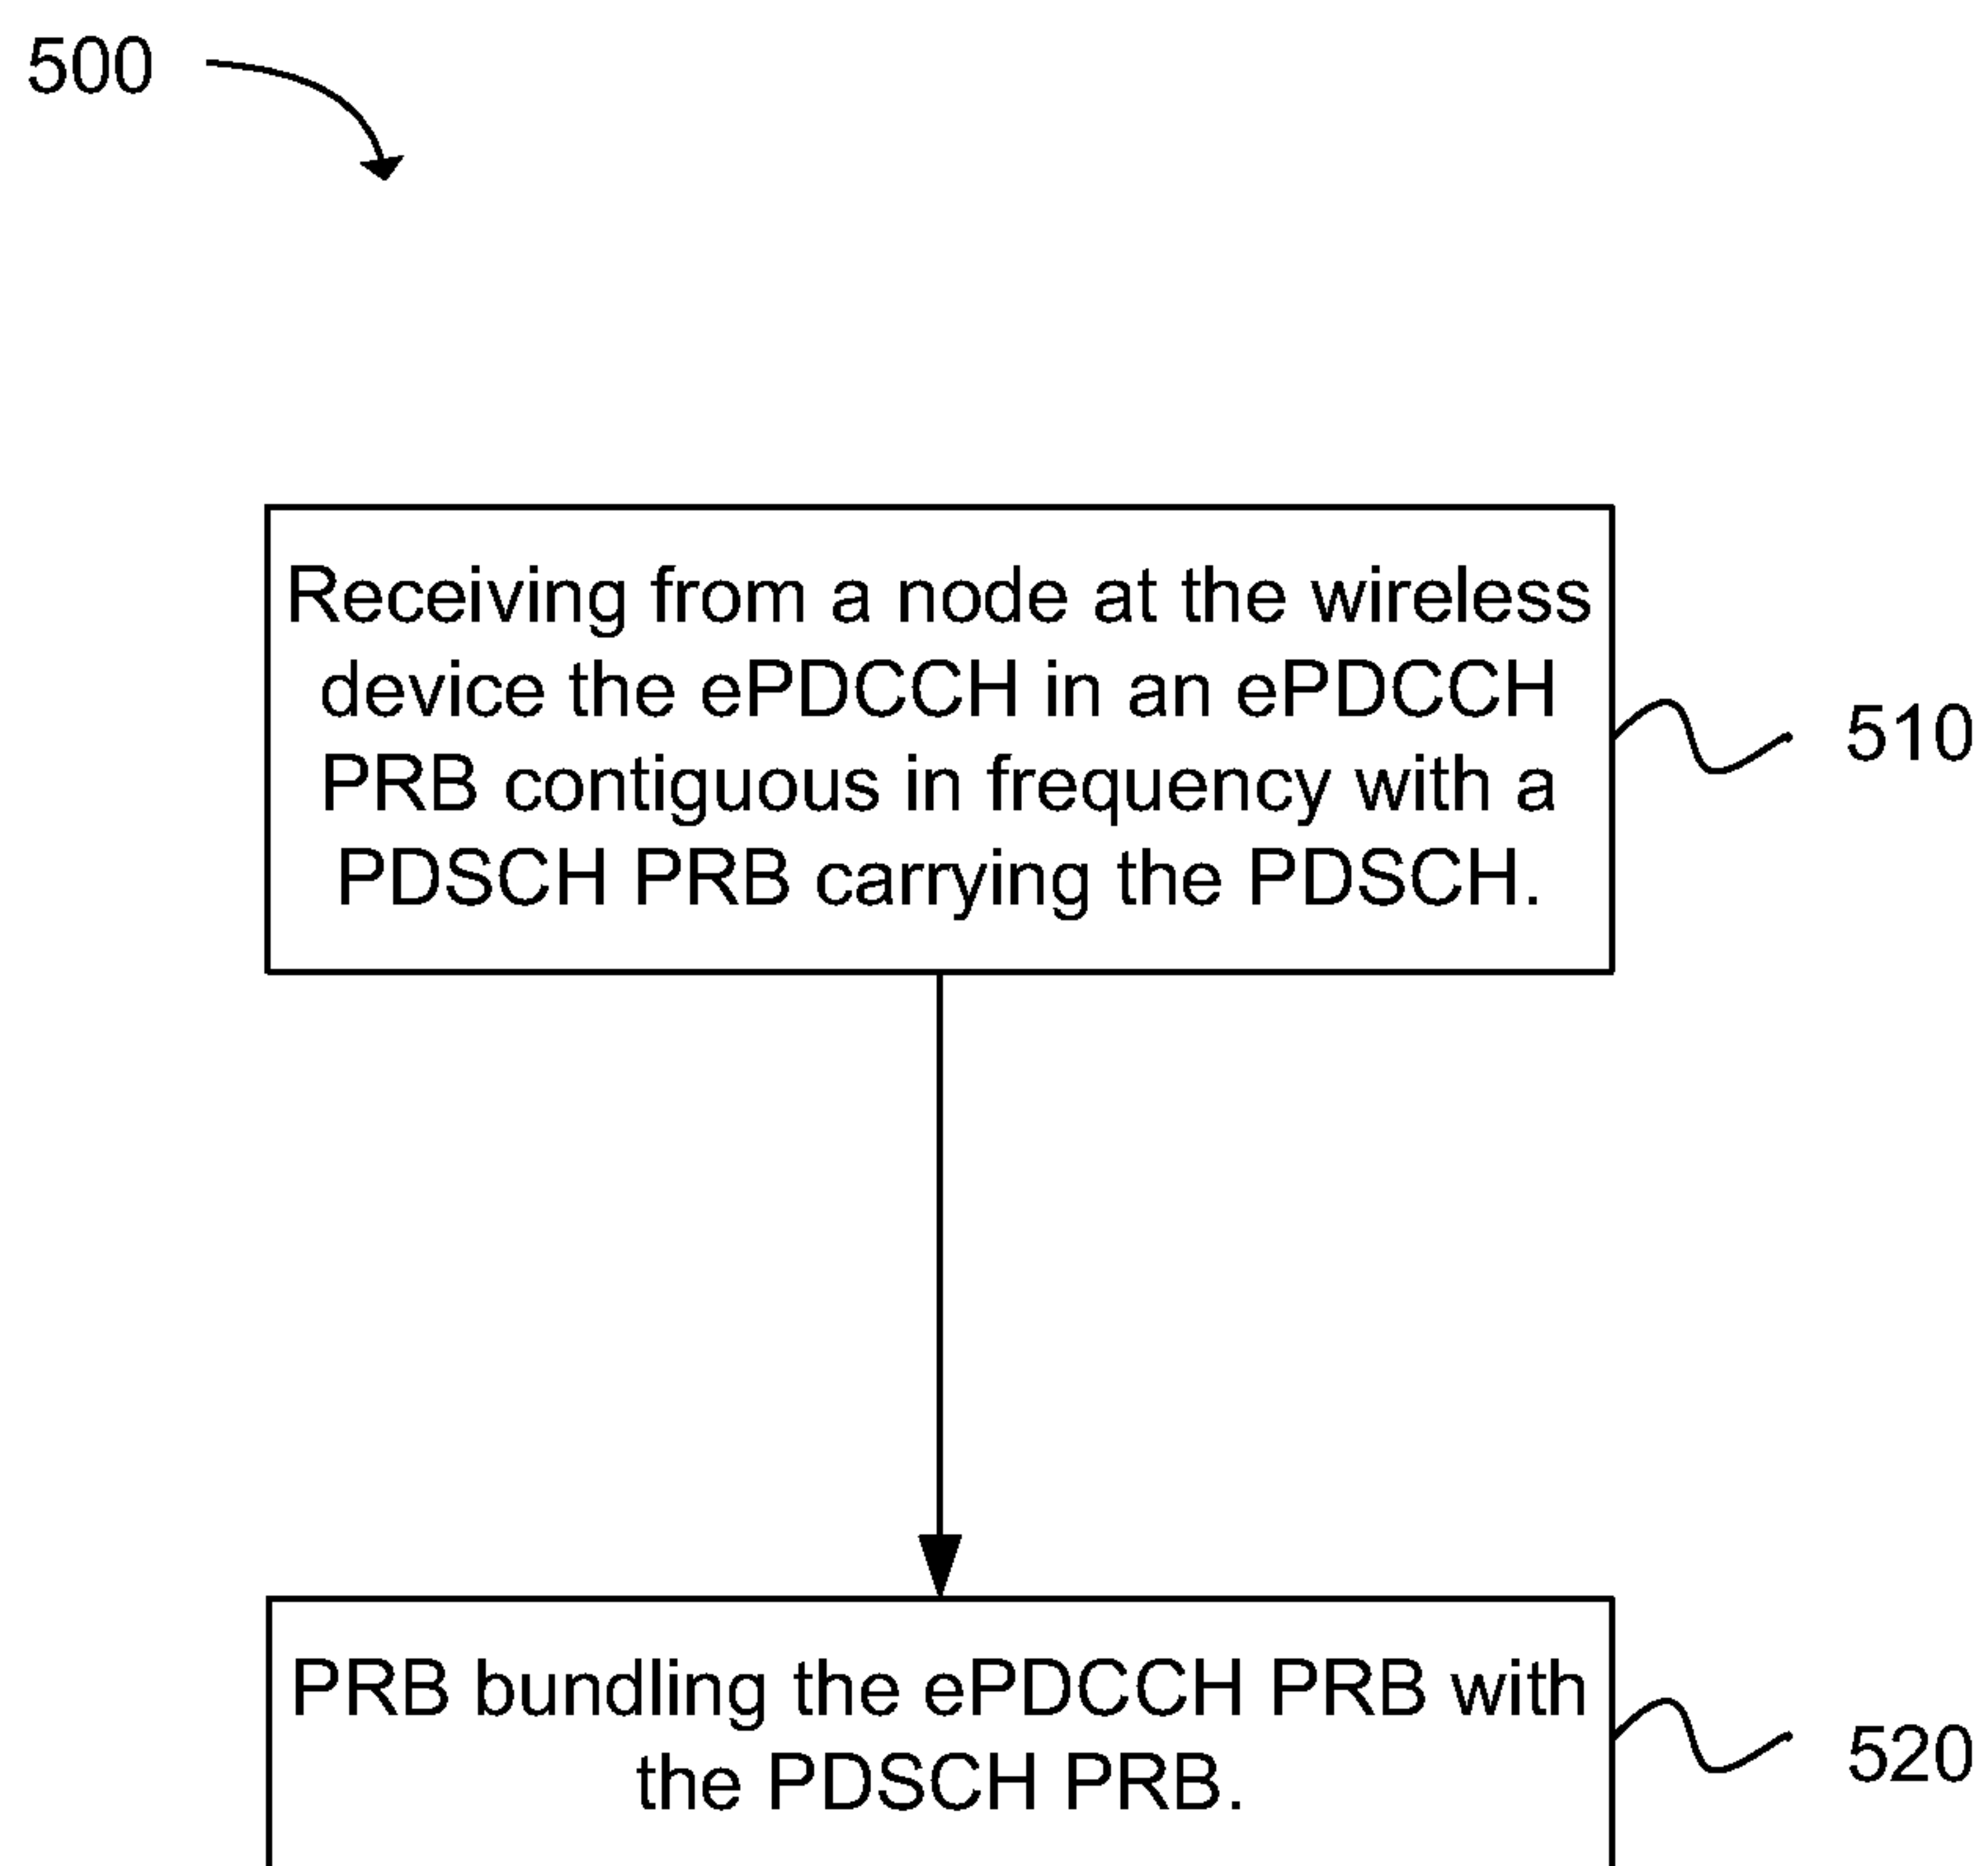 500
Receiving from a node at the wireless
device the ePDCCH in an ePDCCH
PRB contiguous in frequency with a
PDSCH PRB carrying the PDSCH.
510
PRB bundling the ePDCCH PRB with
the PDSCH PRB.
520